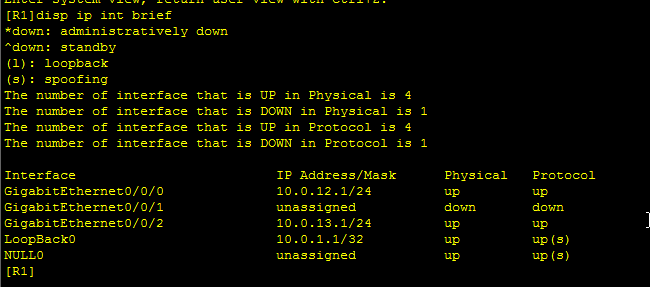 Enter system view, return user view with Ctrl+Z.
[R1]disp ip int brief
*down: administratively down
^down: standby
(l): loopback
(s): spoofing
The number of interface that is UP in Physical is 4
The number of interface that is DOWN in Physical is 1
The number of interface that is UP in Protocol is 4
The number of interface that is DOWN in Protocol is 1
Interface IP Address/Mask Physical Protocol
GigabitEthernet0/0/0 10.0.12.1/24 up up
GigabitEthernet0/0/1 unassigned down down
GigabitEthernet0/0/2 10.0.13.1/24 up up
LoopBack0 10.0.1.1/32 up up(s)
NULL0 unassigned up up(s)
[R1]